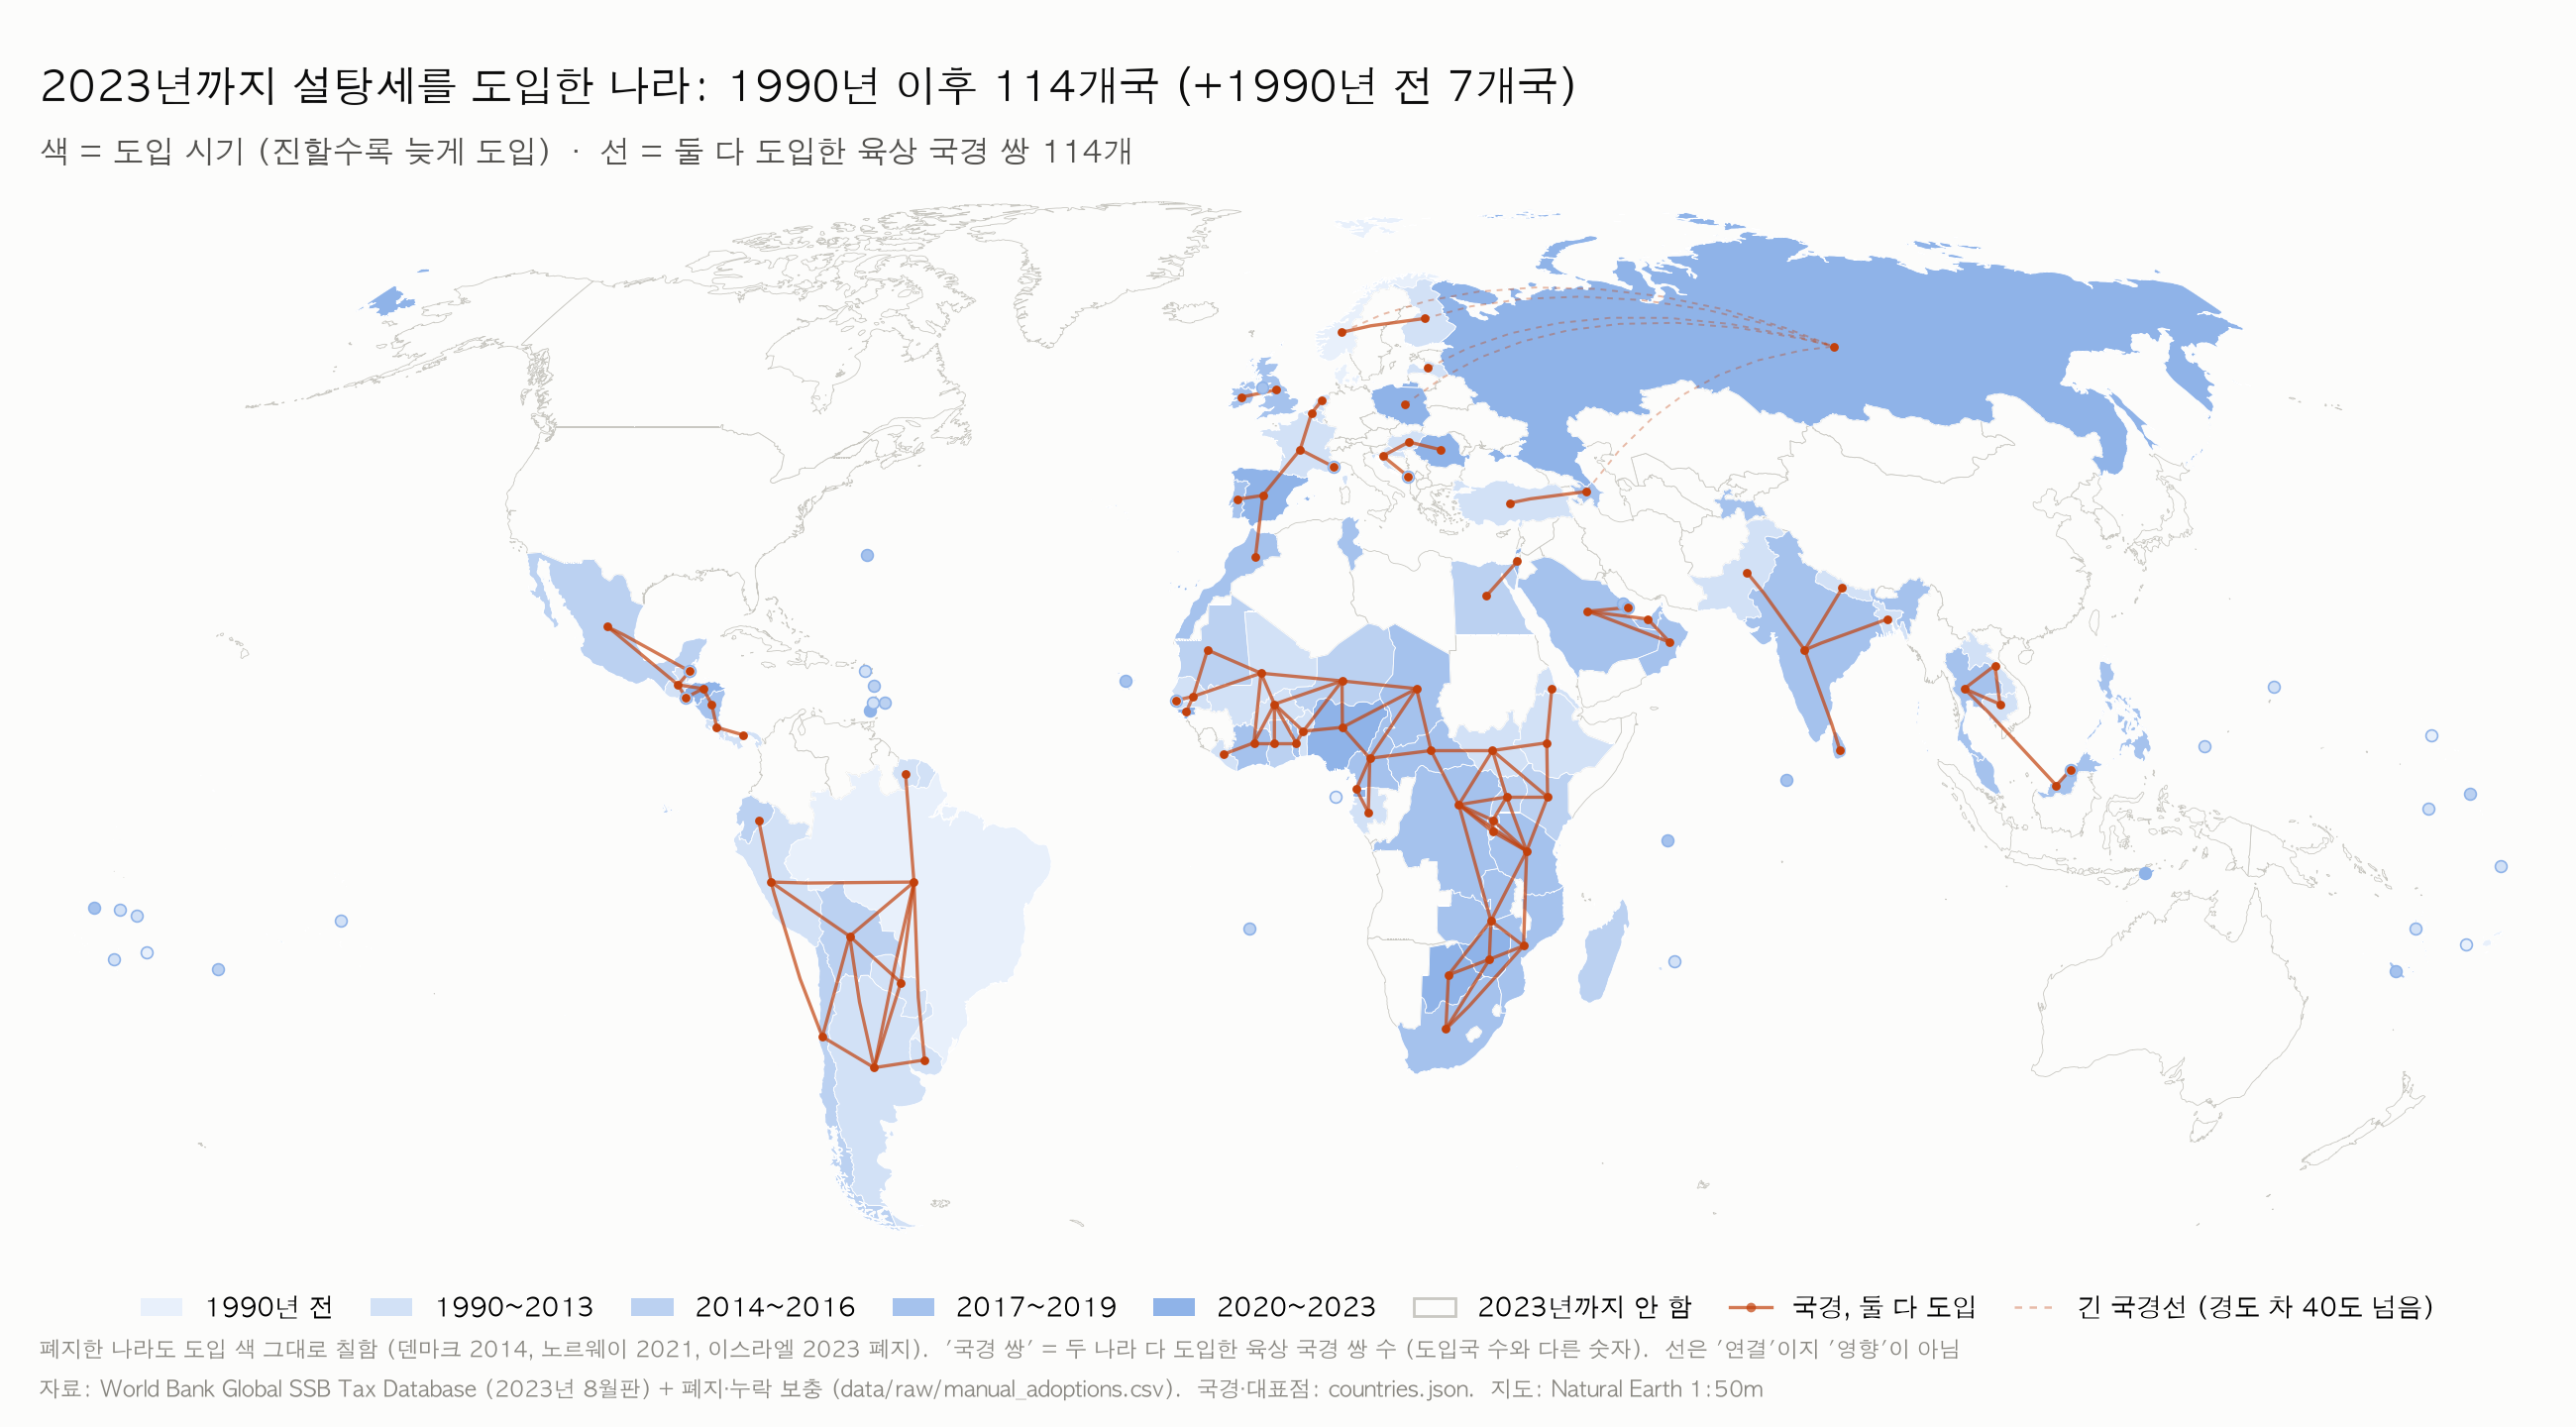 2023년까지 설탕세를 도입한 나라: 1990년 이후 114개국 (+1990년 전 7개국)
색 = 도입 시기 (진할수록 늦게 도입) · 선 = 둘 다 도입한 육상 국경 쌍 114개
1990년 전 1990~2013 2014~2016 2017~2019 2020~2023 2023년까지 안 함 국경, 둘 다 도입 긴 국경선 (경도 차 40도 넘음)
폐지한 나라도 도입 색 그대로 칠함 (덴마크 2014, 노르웨이 2021, 이스라엘 2023 폐지). '국경 쌍' = 두 나라 다 도입한 육상 국경 쌍 수 (도입국 수와 다른 숫자). 선은 '연결'이지 '영향'이 아님
자료: World Bank Global SSB Tax Database (2023년 8월판) + 폐지·누락 보충 (data/raw/manual_adoptions.csv). 국경·대표점: countries.json. 지도: Natural Earth 1:50m